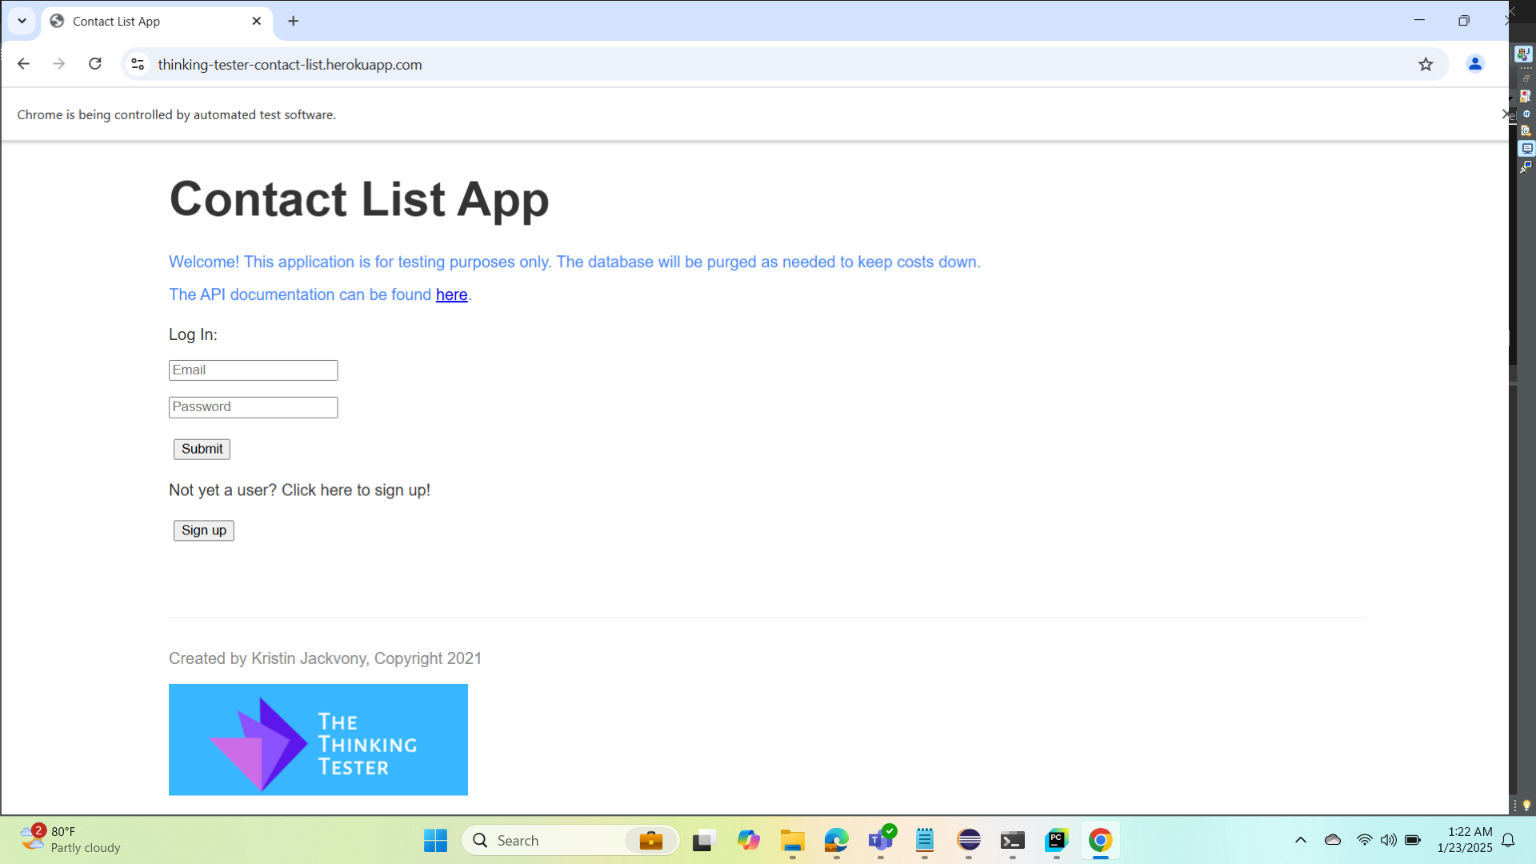 Contact List App
thinking-tester-contact-list.herokuapp.com
Chrome is being controlled by automated test software.
Contact List App
Welcome! This application is for testing purposes only. The database will be purged as needed to keep costs down.
The API documentation can be found here.
Log In:
Email
Password
Submit
Not yet a user? Click here to sign up!
Sign up
Created by Kristin Jackvony, Copyright 2021
THE
THINKING
TESTER
2
80°F
Partly cloudy
Search
PC
1:22 AM
1/23/2025